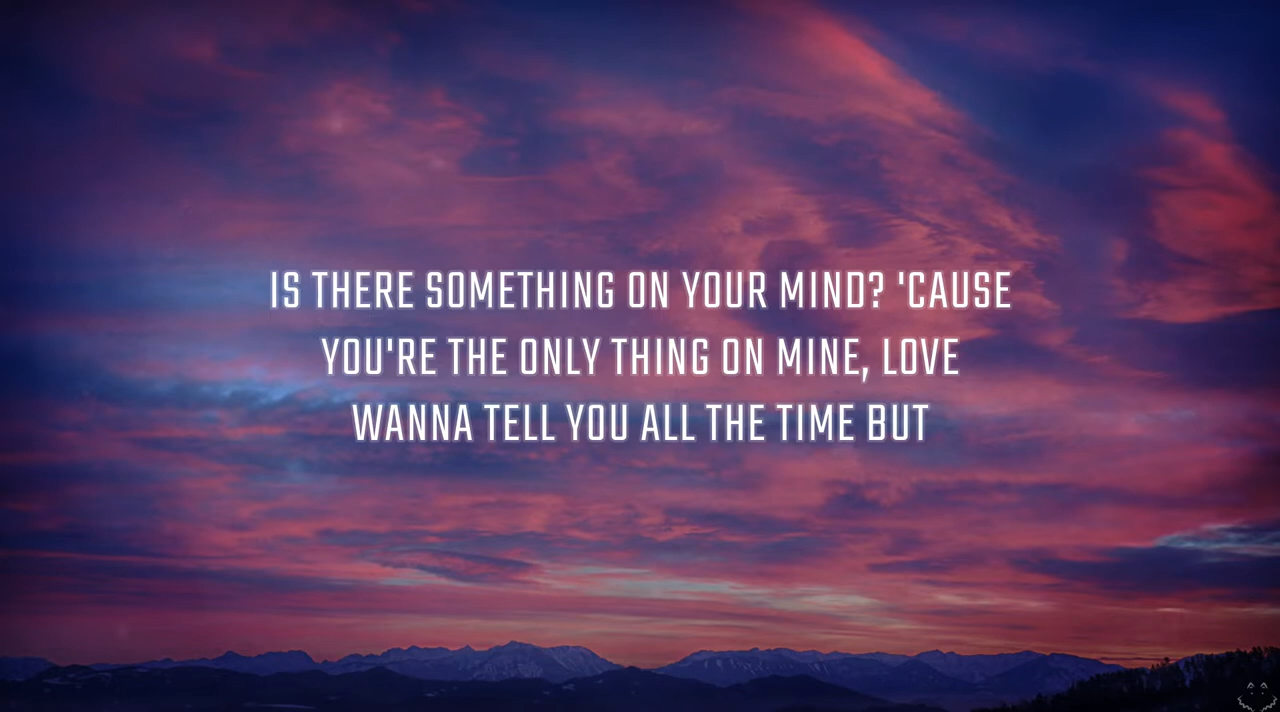 IS THERE SOMETHING ON YOUR MIND? 'CAUSE
YOU'RE THE ONLY THING ON MINE, LOVE
WANNA TELL YOU ALL THE TIME BUT